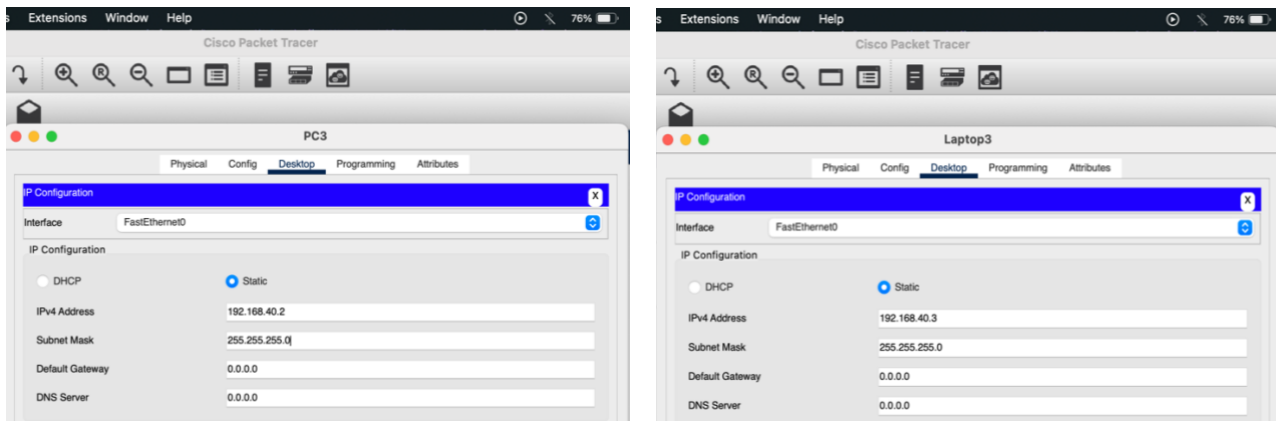 s Extensions Window Help 76%
Cisco Packet Tracer
R
PC3
Physical Config Desktop Programming Attributes
IP Configuration X
Interface FastEthernet0
IP Configuration
DHCP Static
IPv4 Address 192.168.40.2
Subnet Mask 255.255.255.0
Default Gateway 0.0.0.0
DNS Server 0.0.0.0
s Extensions Window Help 76%
Cisco Packet Tracer
R
Laptop3
Physical Config Desktop Programming Attributes
IP Configuration X
Interface FastEthernet0
IP Configuration
DHCP Static
IPv4 Address 192.168.40.3
Subnet Mask 255.255.255.0
Default Gateway 0.0.0.0
DNS Server 0.0.0.0